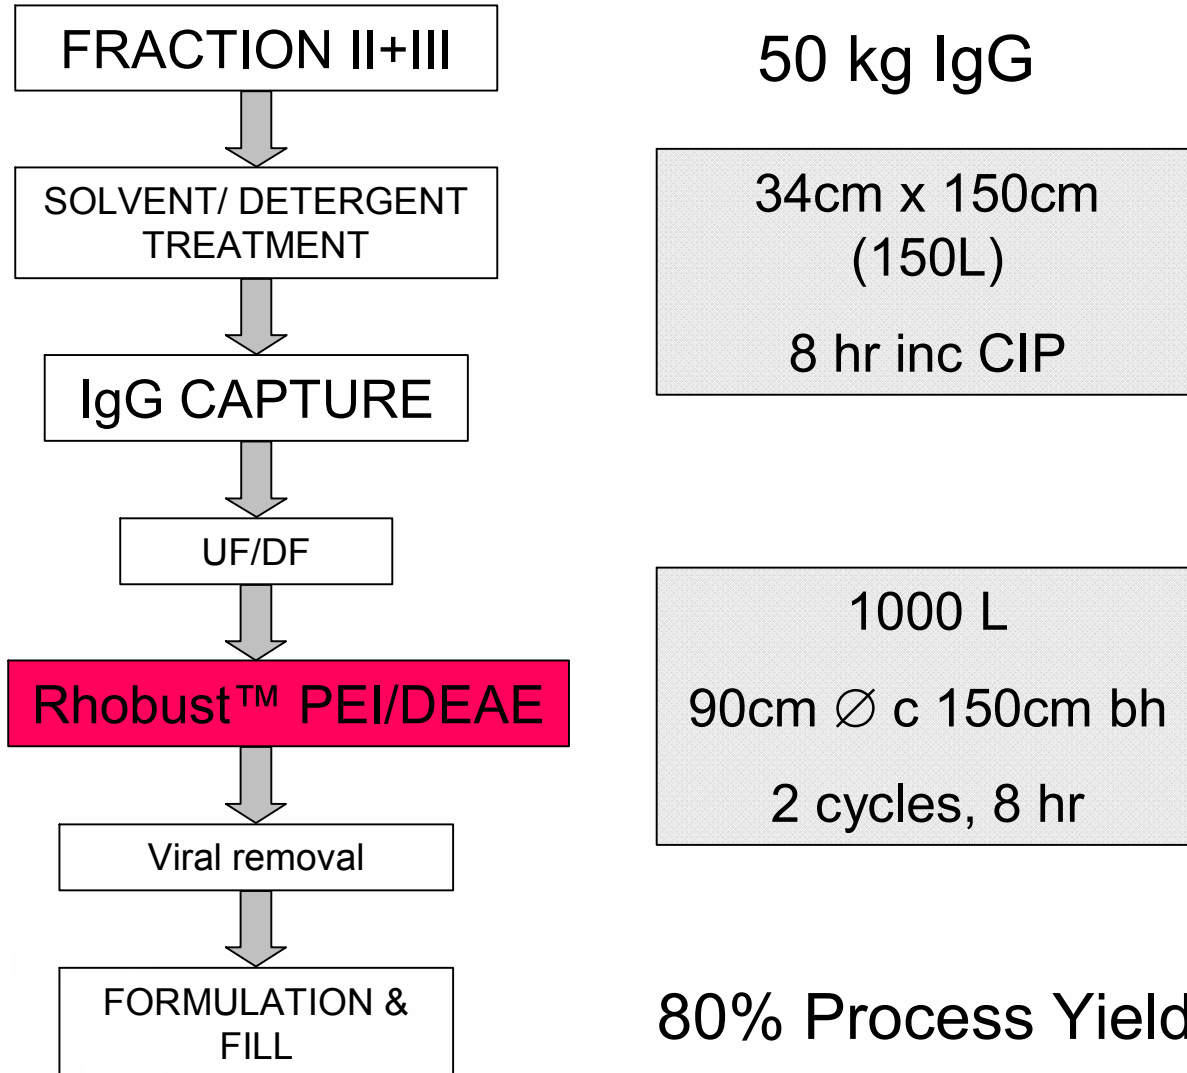 FRACTION II+III
50 kg IgG
SOLVENT/ DETERGENT
TREATMENT
34cm x 150cm
(150L)
8 hr inc CIP
IgG CAPTURE
UF/DF
1000 L
Rhobust™ PEI/DEAE
90cm ∅ c 150cm bh
2 cycles, 8 hr
Viral removal
FORMULATION &
FILL
80% Process Yield